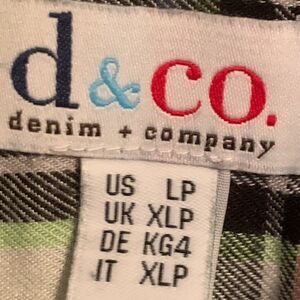 d&co.
denim + company
US LP
UK XLP
DE KG4
IT XLP